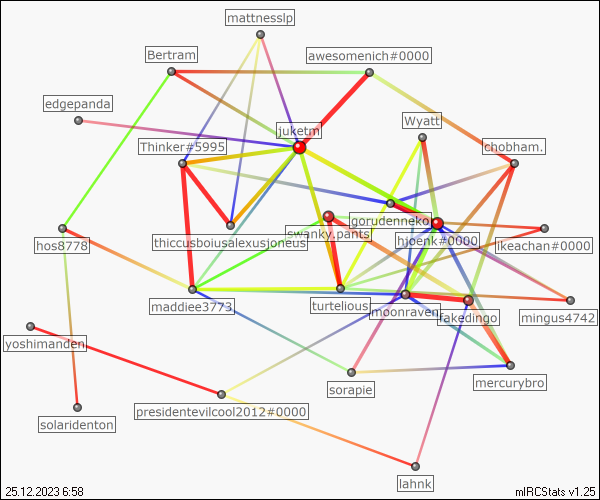 mattnesslp
Bertram
awesomenich#0000
edgepanda
juketm
Wyatt
Thinker#5995
chobham.
gorudenneko
swanky.pants
thiccusboiusalexusjoneus
hjoenk#0000
hos8778
ikeachan#0000
maddiee3773
turtelious
moonraven
fakedingo
mingus4742
yoshimanden
sorapie
mercurybro
presidentevilcool2012#0000
solaridenton
lahnk
25.12.2023 6:58
mIRCStats v1.25